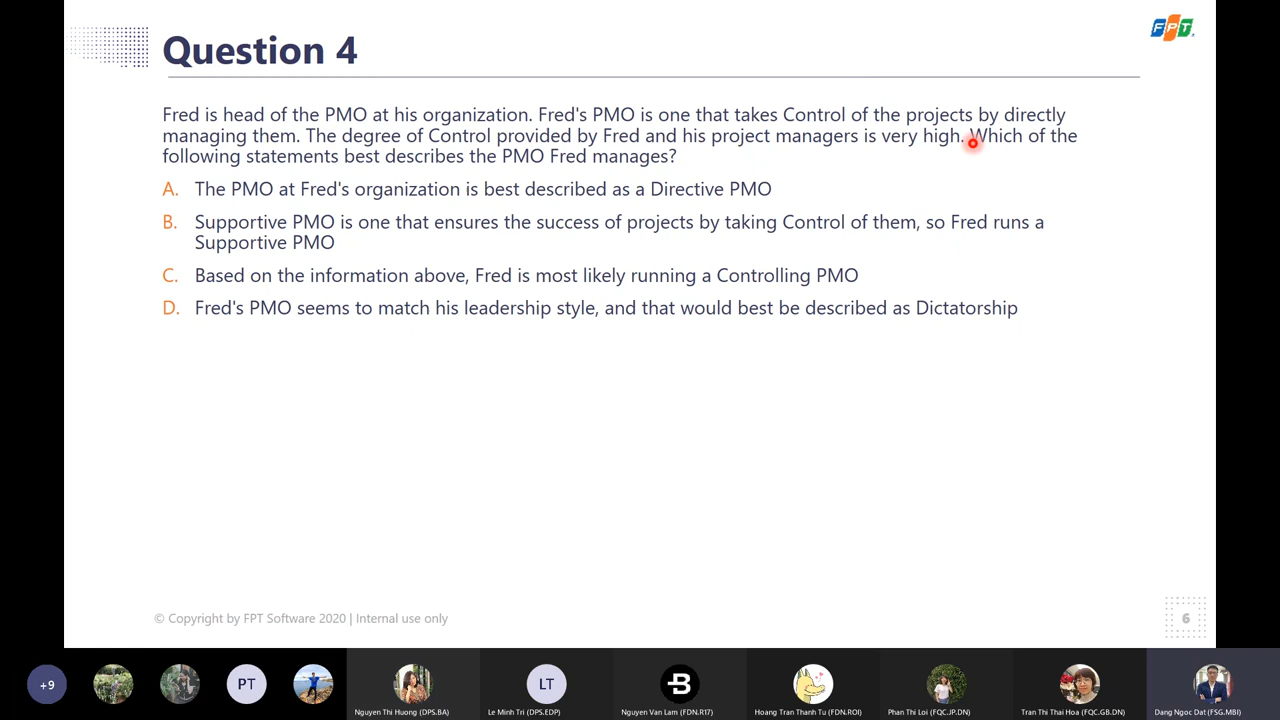 FPT
Question 4
Fred is head of the PMO at his organization. Fred's PMO is one that takes Control of the projects by directly
managing them. The degree of Control provided by Fred and his project managers is very high. Which of the
following statements best describes the PMO Fred manages?
A. The PMO at Fred's organization is best described as a Directive PMO
B. Supportive PMO is one that ensures the success of projects by taking Control of them, so Fred runs a
Supportive PMO
C. Based on the information above, Fred is most likely running a Controlling PMO
D. Fred's PMO seems to match his leadership style, and that would best be described as Dictatorship
© Copyright by FPT Software 2020 | Internal use only
6
+9
PT
LT
B
Nguyen Thi Huong (DPS.BA)
Le Minh Tri (DPS.EDP)
Nguyen Van Lam (FDN.R17)
Hoang Tran Thanh Tu (FDN.ROI)
Phan Thi Loi (FQC.JP.DN)
Tran Thi Thai Hoa (FQC.GB.DN)
Dang Ngoc Dat (FSG.MBI)